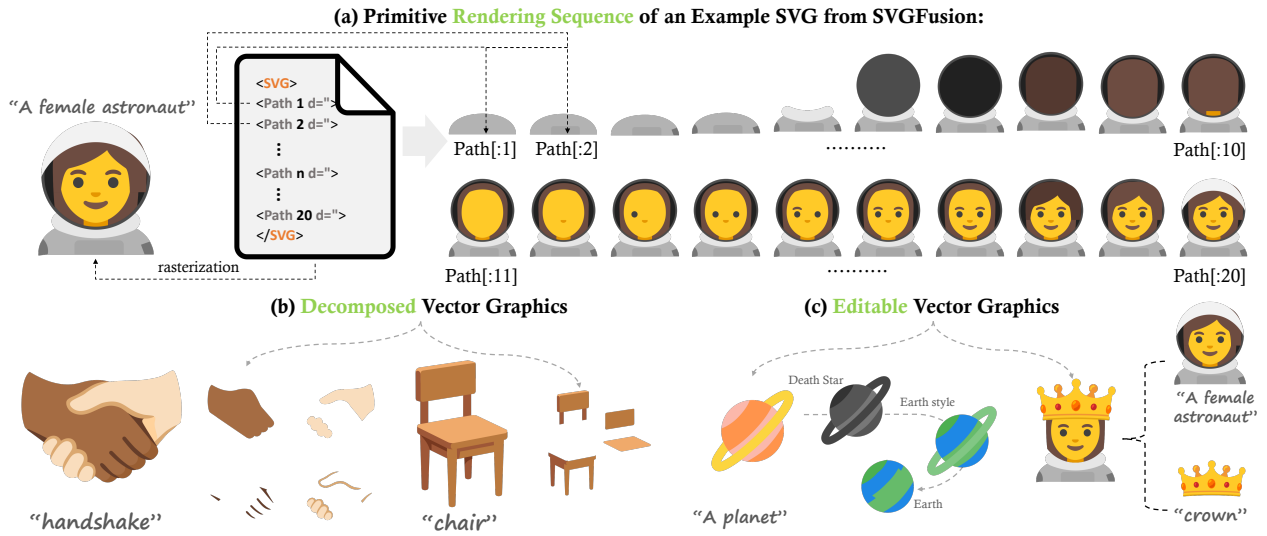 (a) Primitive Rendering Sequence of an Example SVG from SVGFusion:
“A female astronaut”
<SVG>
<Path 1 d=">
<Path 2 d=">
⋮
<Path n d=">
⋮
<Path 20 d=">
</SVG>
rasterization
Path[:1]
Path[:2]
..........
Path[:10]
Path[:11]
..........
Path[:20]
(b) Decomposed Vector Graphics
“handshake”
“chair”
(c) Editable Vector Graphics
Death Star
Earth style
Earth
“A planet”
“A female
astronaut”
“crown”